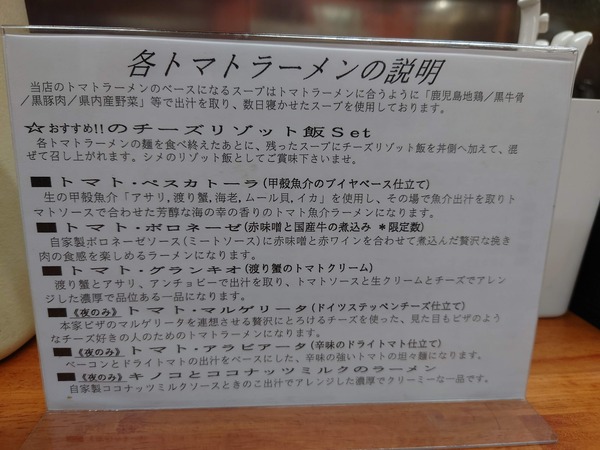 各トマトラーメンの説明
当店のトマトラーメンのベースになるスープはトマトラーメンに合うように「鹿児島地鶏／黒牛骨
／黒豚肉／県内産野菜」等で出汁を取り、数日寝かせたスープを使用しております。
☆おすすめ!!のチーズリゾット飯Set
各トマトラーメンの麺を食べ終えたあとに、残ったスープにチーズリゾット飯を丼側へ加えて、混
ぜて召し上がれます。シメのリゾット飯としてご賞味下さいませ。
■トマト・ペスカトーラ(甲殻魚介のブイヤベース仕立て)
生の甲殻魚介「アサリ,渡り蟹,海老,ムール貝,イカ」を使用し、その場で魚介出汁を取りト
マトソースで合わせた芳醇な海の幸の香りのトマト魚介ラーメンになります。
■トマト・ボロネーゼ(赤味噌と国産牛の煮込み *限定数)
自家製ボロネーゼソース(ミートソース)に赤味噌と赤ワインを合わせて煮込んだ贅沢な挽き
肉の食感を楽しめるラーメンになります。
■トマト・グランキオ(渡り蟹のトマトクリーム)
渡り蟹とアサリ、アンチョビーで出汁を取り、トマトソースと生クリームとチーズでアレン
ジした濃厚で品位ある一品になります。
■《夜のみ》トマト・マルゲリータ(ドイツステッペンチーズ仕立て)
本家ピザのマルゲリータを連想させる贅沢にとろけるチーズを使った、見た目もピザのよう
なチーズ好きの人のためのトマトラーメンになります。
■《夜のみ》トマト・アラビアータ(辛味のドライトマト仕立て)
ベーコンとドライトマトの出汁をベースにした、辛味の強いトマトの坦々麺になります。
■《夜のみ》キノコとココナッツミルクのラーメン
自家製ココナッツミルクソースときのこ出汁でアレンジした濃厚でクリーミーな一品です。